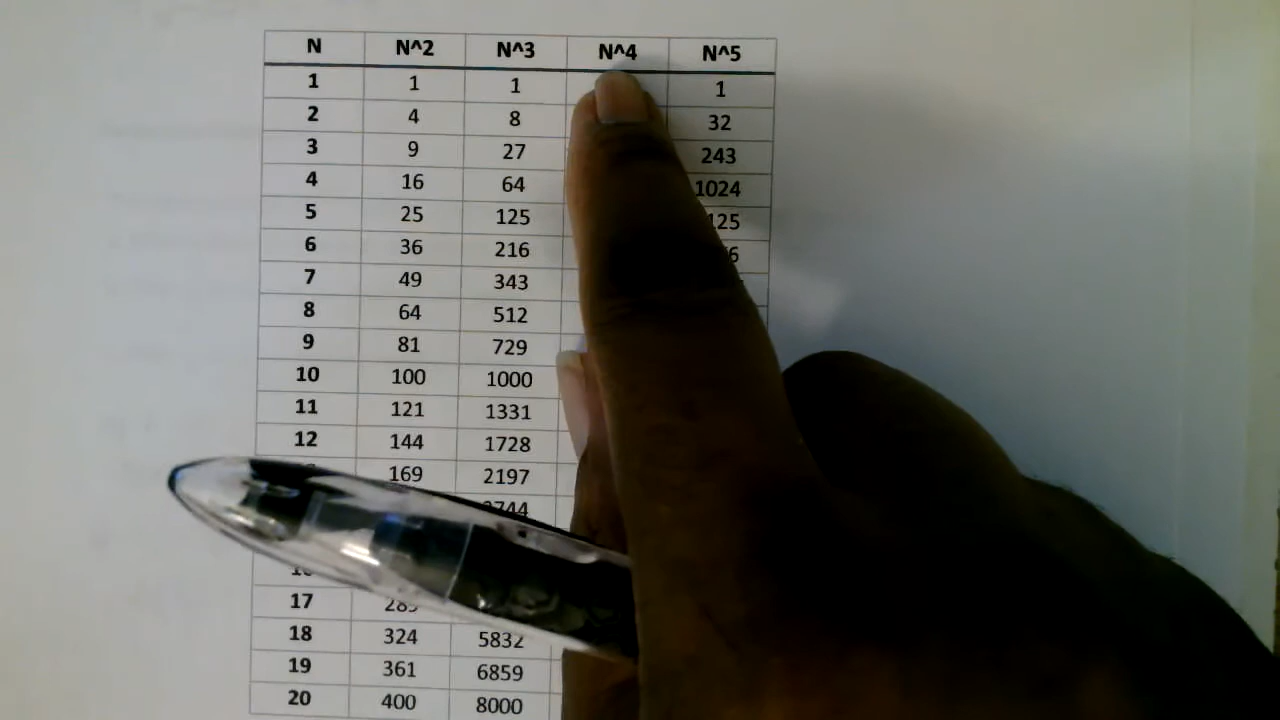 N N^2 N^3 N^4 N^5
1 1 1 1
2 4 8 32
3 9 27 243
4 16 64 1024
5 25 125
6 36 216
7 49 343
8 64 512
9 81 729
10 100 1000
11 121 1331
12 144 1728
169 2197
17
18 324 5832
19 361 6859
20 400 8000